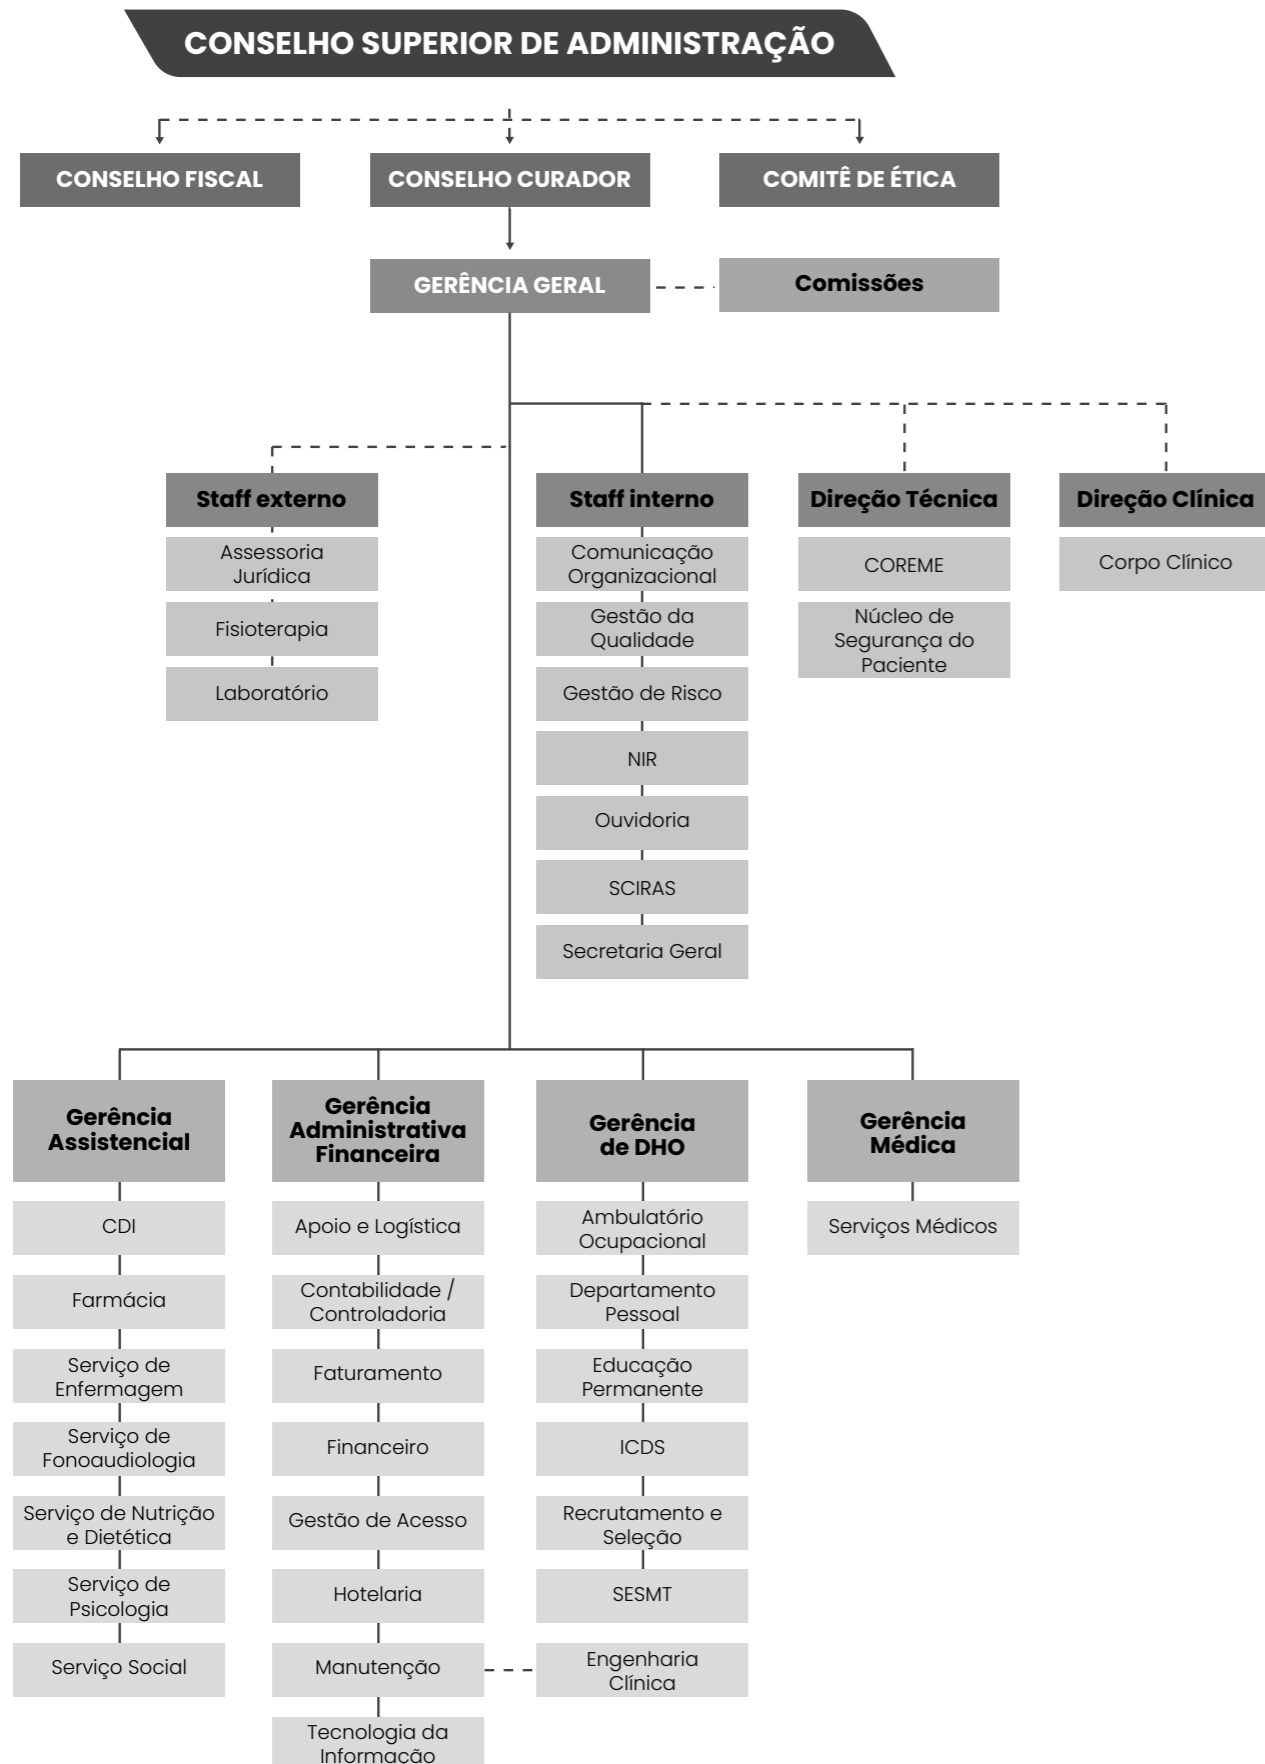 CONSELHO SUPERIOR DE ADMINISTRAÇÃO
CONSELHO FISCAL
CONSELHO CURADOR
COMITÊ DE ÉTICA
GERÊNCIA GERAL
Comissões
Staff externo
Assessoria
Jurídica
Fisioterapia
Laboratório
Staff interno
Comunicação
Organizacional
Gestão da
Qualidade
Gestão de Risco
NIR
Ouvidoria
SCIRAS
Secretaria Geral
Direção Técnica
COREME
Núcleo de
Segurança do
Paciente
Direção Clínica
Corpo Clínico
Gerência
Assistencial
CDI
Farmácia
Serviço de
Enfermagem
Serviço de
Fonoaudiologia
Serviço de Nutrição
e Dietética
Serviço de
Psicologia
Serviço Social
Gerência
Administrativa
Financeira
Apoio e Logística
Contabilidade /
Controladoria
Faturamento
Financeiro
Gestão de Acesso
Hotelaria
Manutenção
Tecnologia da
Informação
Gerência
de DHO
Ambulatório
Ocupacional
Departamento
Pessoal
Educação
Permanente
ICDS
Recrutamento e
Seleção
SESMT
Engenharia
Clínica
Gerência
Médica
Serviços Médicos